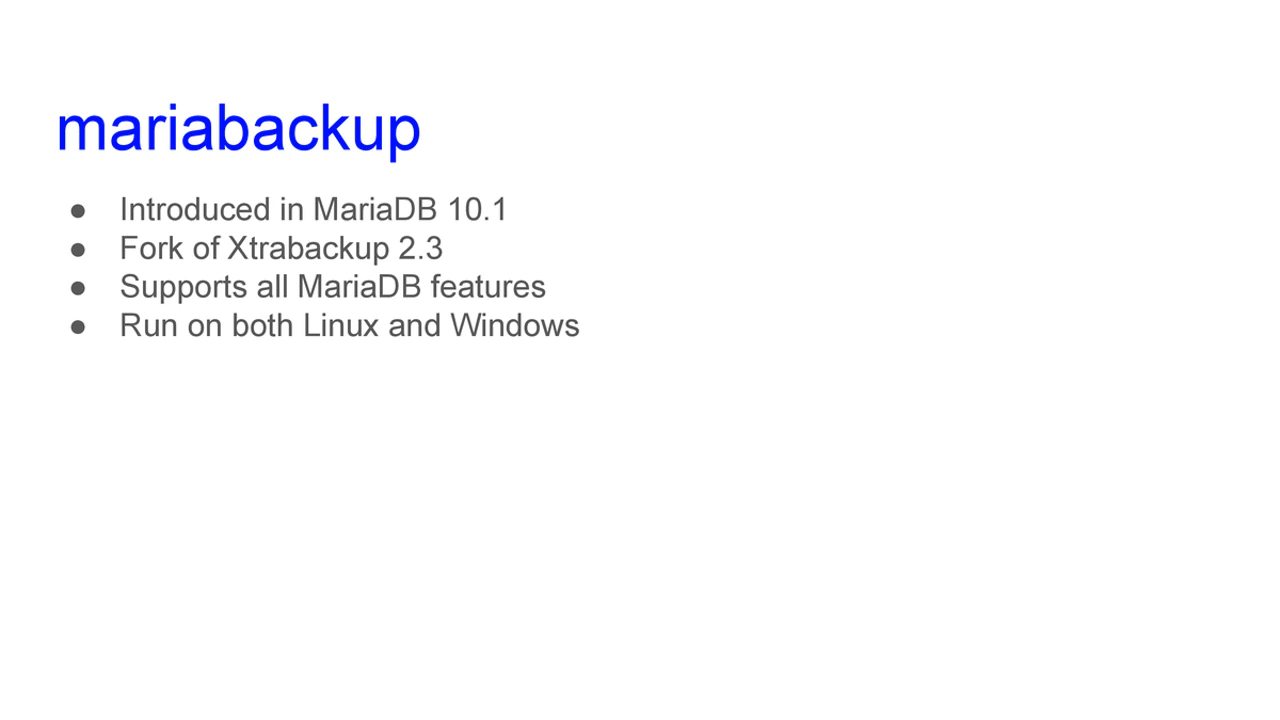 mariabackup
● Introduced in MariaDB 10.1
● Fork of Xtrabackup 2.3
● Supports all MariaDB features
● Run on both Linux and Windows